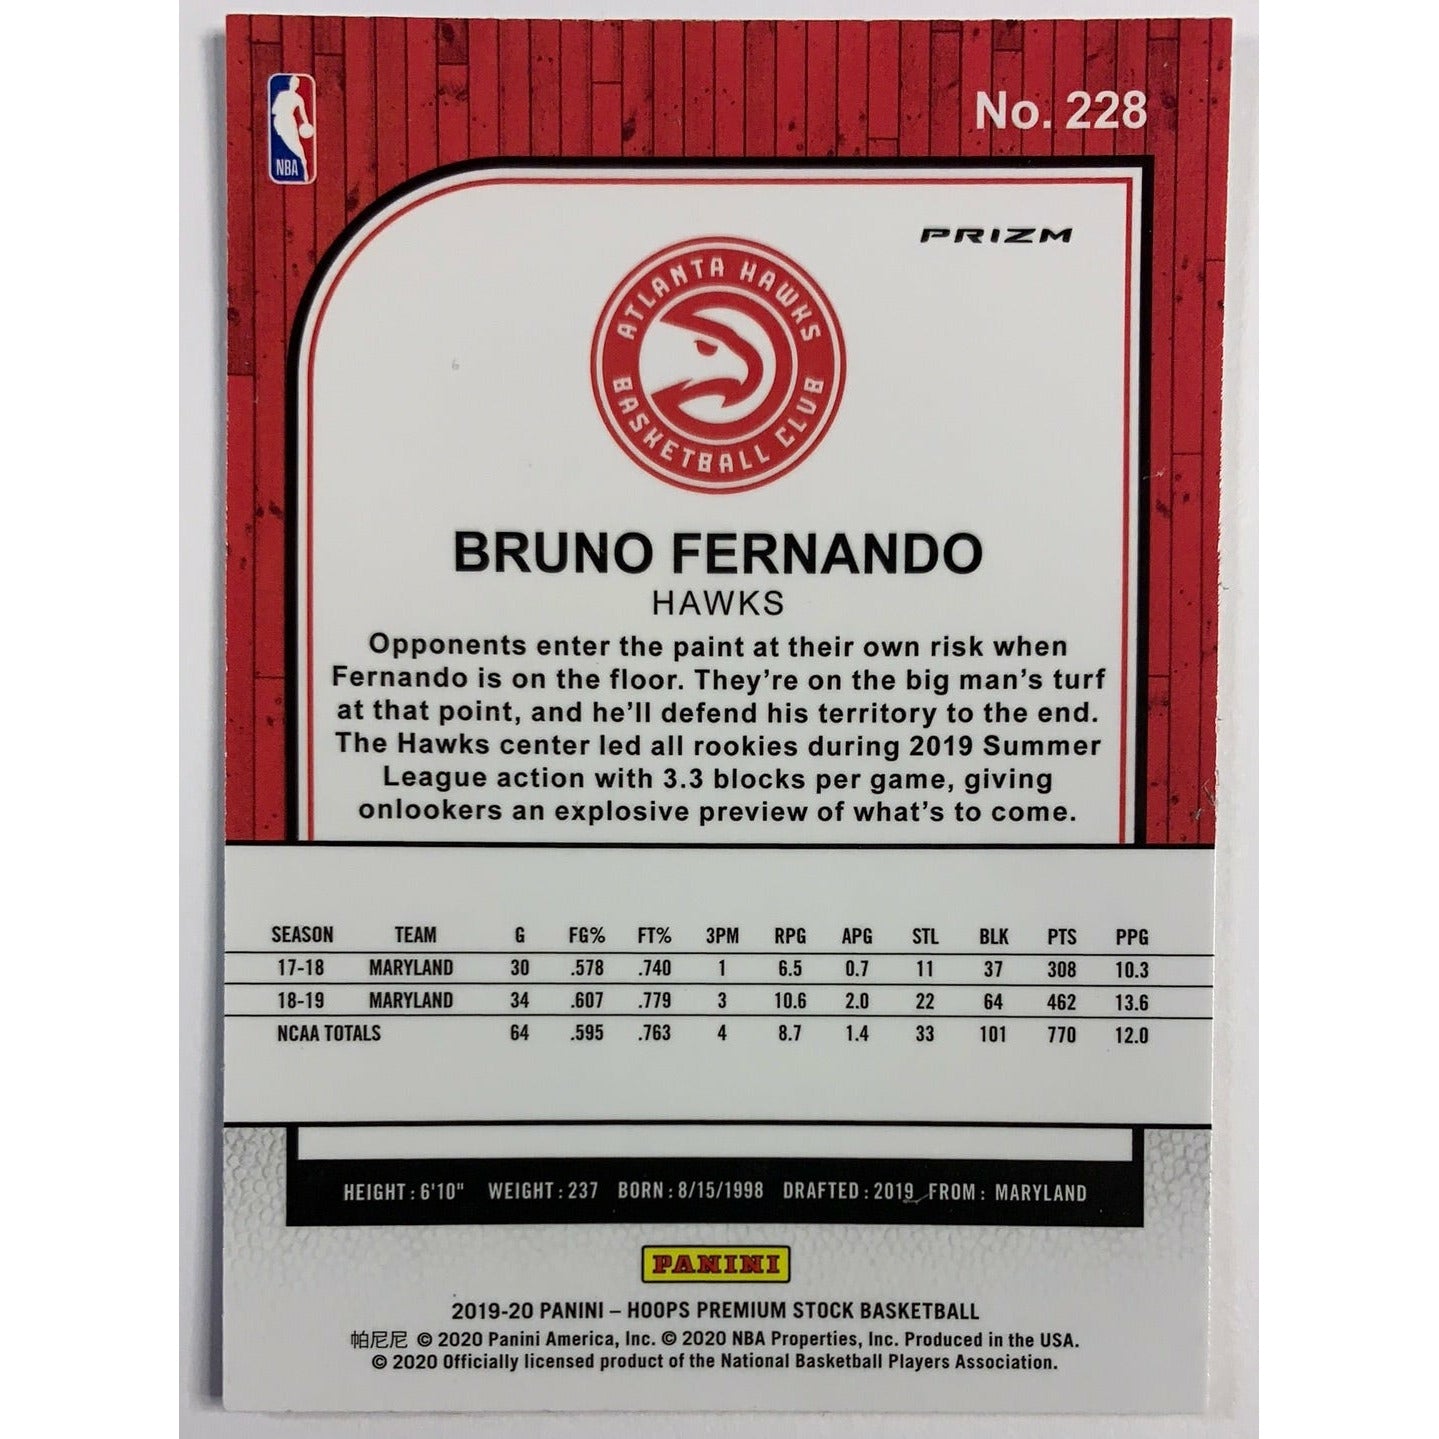 NBA
No. 228
PRIZM
ATLANTA HAWKS
BASKETBALL CLUB
BRUNO FERNANDO
HAWKS
Opponents enter the paint at their own risk when
Fernando is on the floor. They're on the big man's turf
at that point, and he'll defend his territory to the end.
The Hawks center led all rookies during 2019 Summer
League action with 3.3 blocks per game, giving
onlookers an explosive preview of what's to come.
SEASON TEAM G FG% FT% 3PM RPG APG STL BLK PTS PPG
17-18 MARYLAND 30 .578 .740 1 6.5 0.7 11 37 308 10.3
18-19 MARYLAND 34 .607 .779 3 10.6 2.0 22 64 462 13.6
NCAA TOTALS 64 .595 .763 4 8.7 1.4 33 101 770 12.0
HEIGHT: 6'10" WEIGHT: 237 BORN: 8/15/1998 DRAFTED: 2019 FROM: MARYLAND
PANINI
2019-20 PANINI – HOOPS PREMIUM STOCK BASKETBALL
帕尼尼 © 2020 Panini America, Inc. © 2020 NBA Properties, Inc. Produced in the USA.
© 2020 Officially licensed product of the National Basketball Players Association.